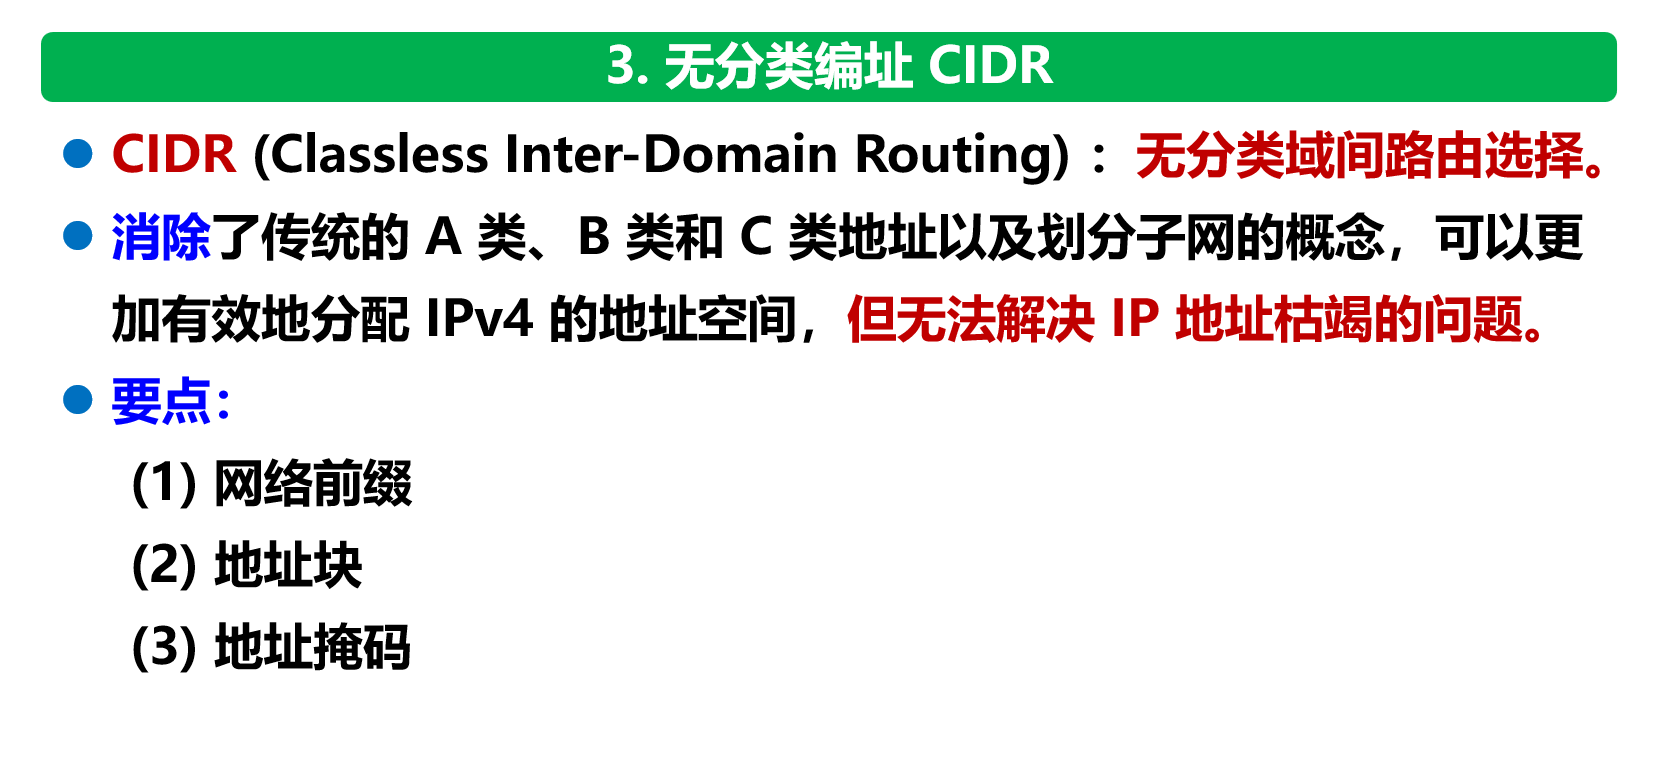 3. 无分类编址 CIDR
CIDR (Classless Inter-Domain Routing) ：无分类域间路由选择。
消除了传统的 A 类、B 类和 C 类地址以及划分子网的概念，可以更
加有效地分配 IPv4 的地址空间，但无法解决 IP 地址枯竭的问题。
要点：
(1) 网络前缀
(2) 地址块
(3) 地址掩码